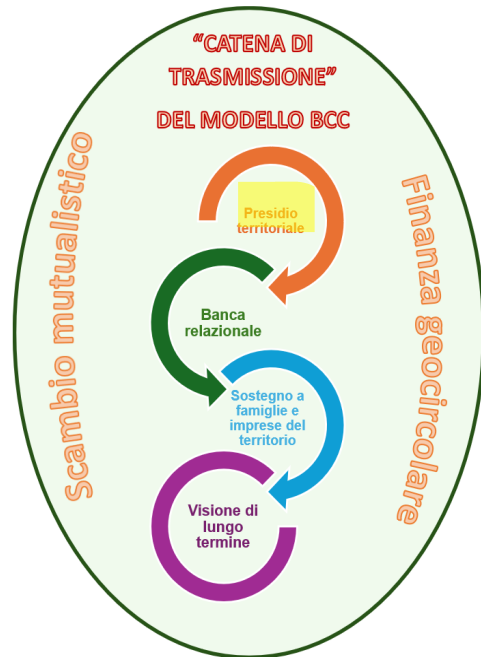 “CATENA DI
TRASMISSIONE”
DEL MODELLO BCC
Scambio mutualistico
Finanza geocircolare
Presidio
territoriale
Banca
relazionale
Sostegno a
famiglie e
imprese del
territorio
Visione di
lungo
termine